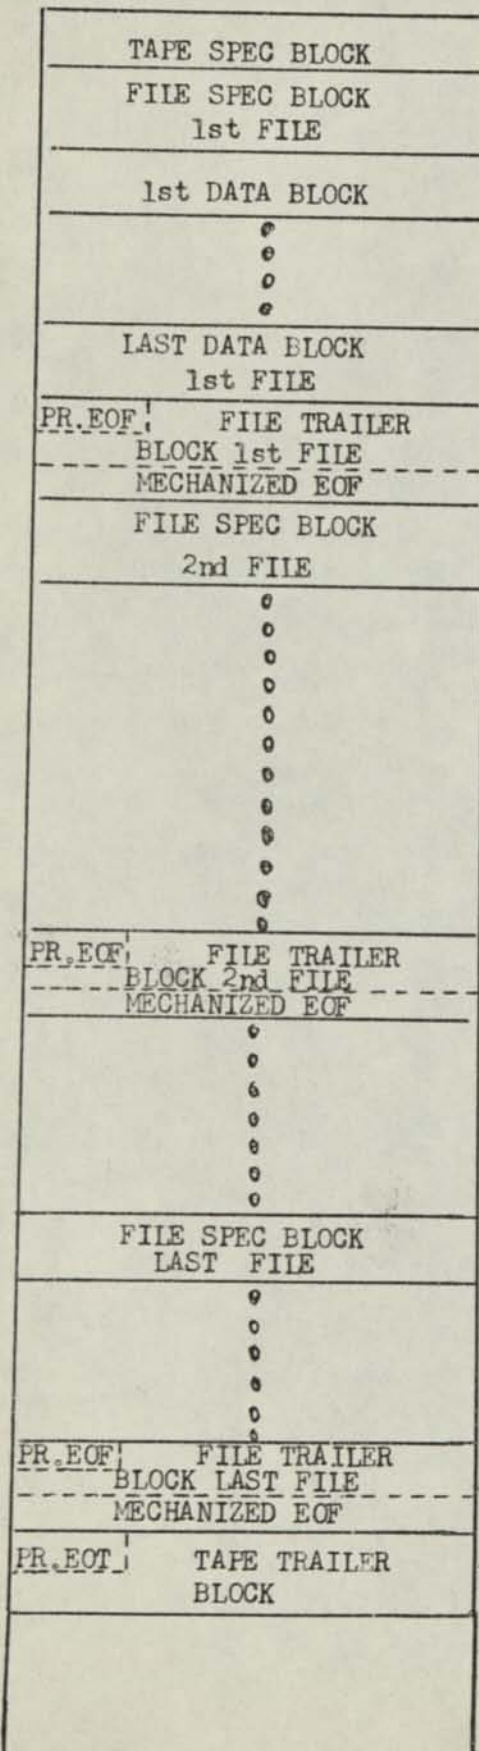 TAPE SPEC BLOCK
FILE SPEC BLOCK
1st FILE
1st DATA BLOCK
LAST DATA BLOCK
1st FILE
PR.EOF FILE TRAILER
BLOCK 1st FILE
MECHANIZED EOF
FILE SPEC BLOCK
2nd FILE
PR.EOF FILE TRAILER
BLOCK 2nd FILE
MECHANIZED EOF
FILE SPEC BLOCK
LAST FILE
PR.EOF FILE TRAILER
BLOCK LAST FILE
MECHANIZED EOF
PR.EOT TAPE TRAILER
BLOCK